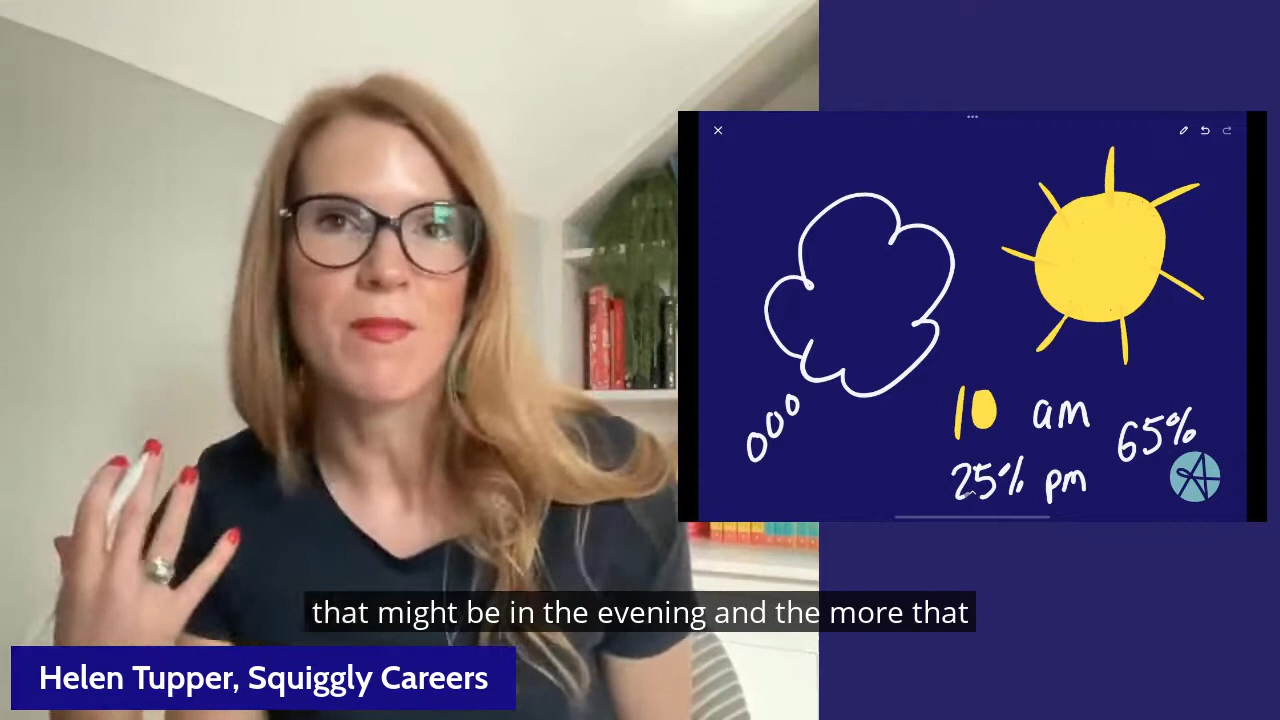 10 am 65%
25% pm
that might be in the evening and the more that
Helen Tupper, Squiggly Careers